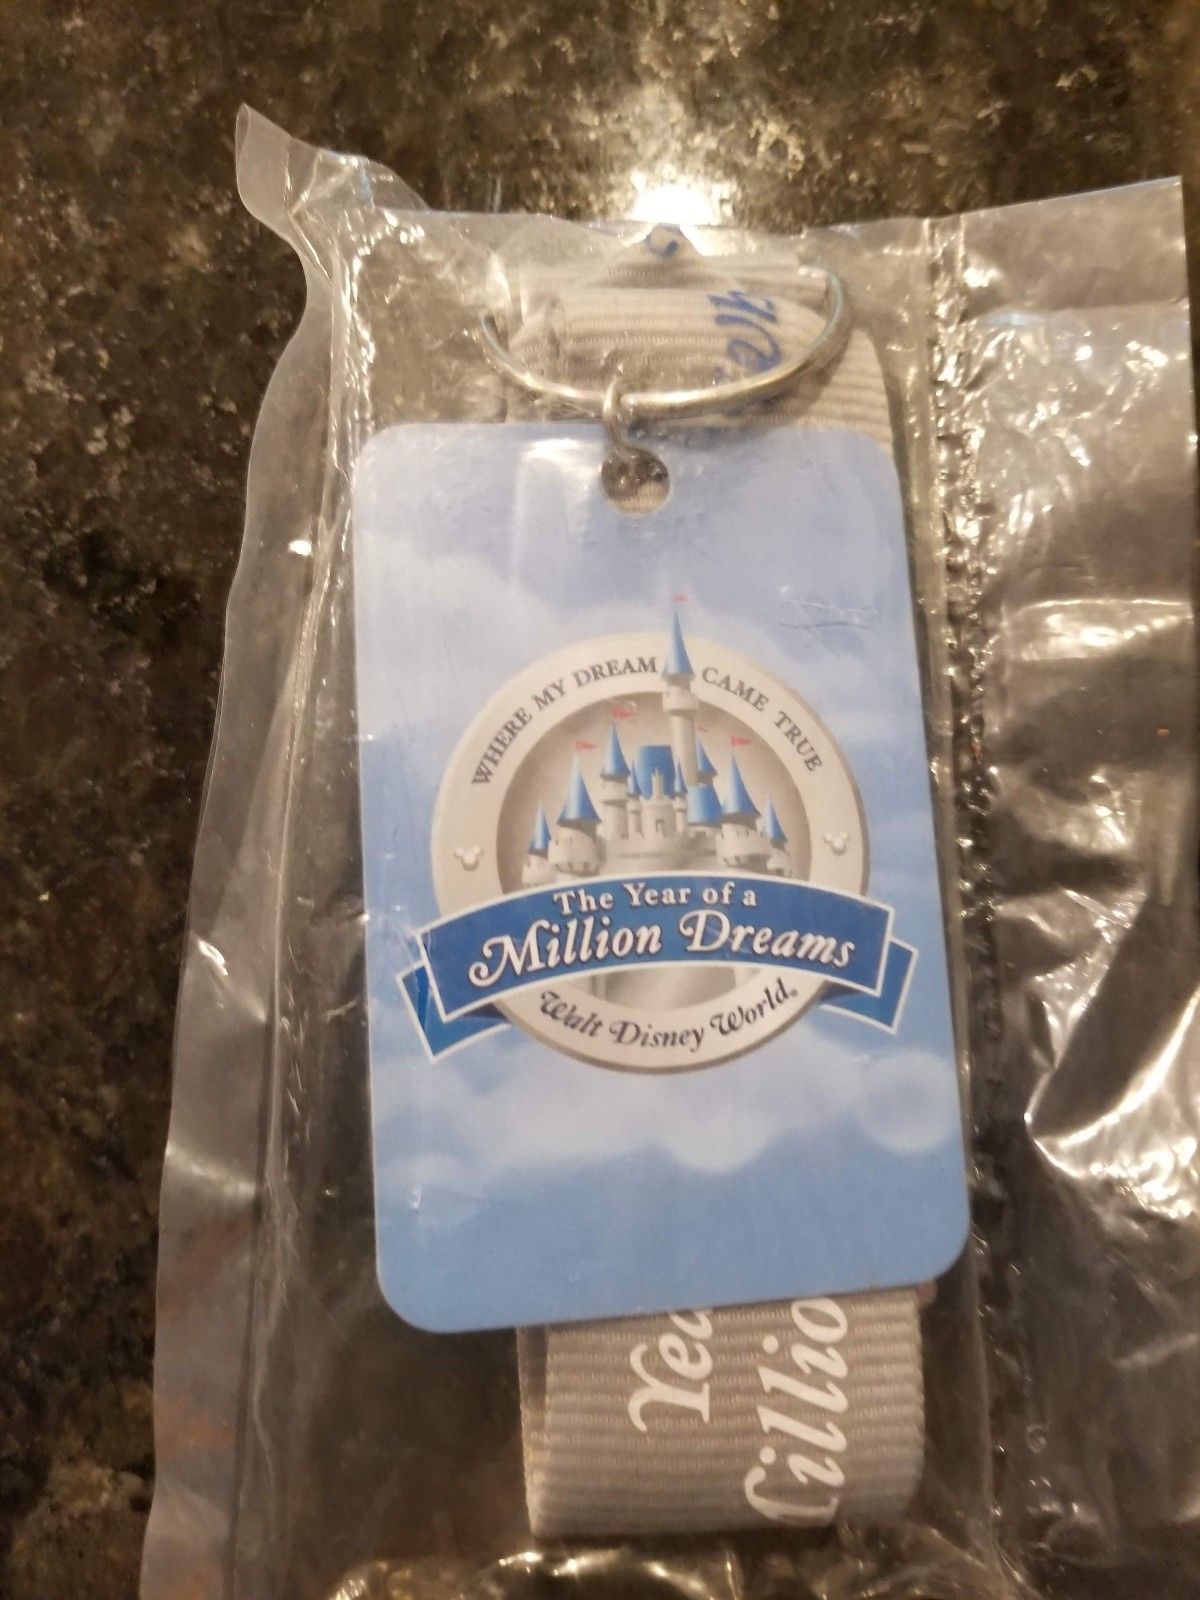 WHERE MY DREAM CAME TRUE
The Year of a
Million Dreams
Walt Disney World.